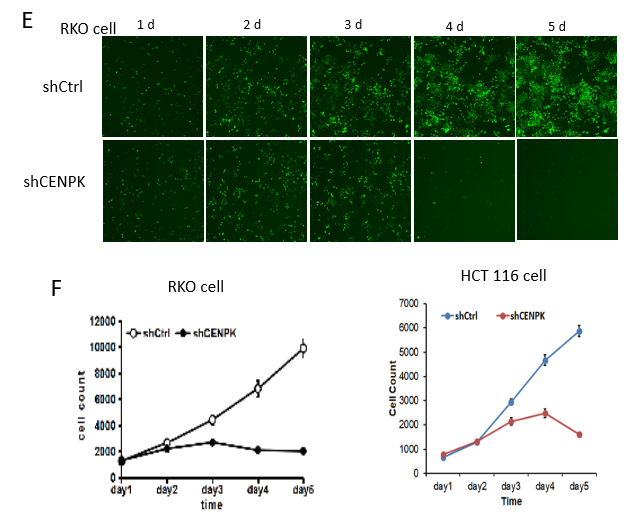 E
RKO cell 1 d 2 d 3 d 4 d 5 d
shCtrl
shCENPK
F
RKO cell
12000
10000
8000
6000
4000
2000
0
cell count
shCtrl shCENPK
day1 day2 day3 day4 day5
time
HCT 116 cell
7000
6000
5000
4000
3000
2000
1000
0
Cell Count
shCtrl shCENPK
day1 day2 day3 day4 day5
Time